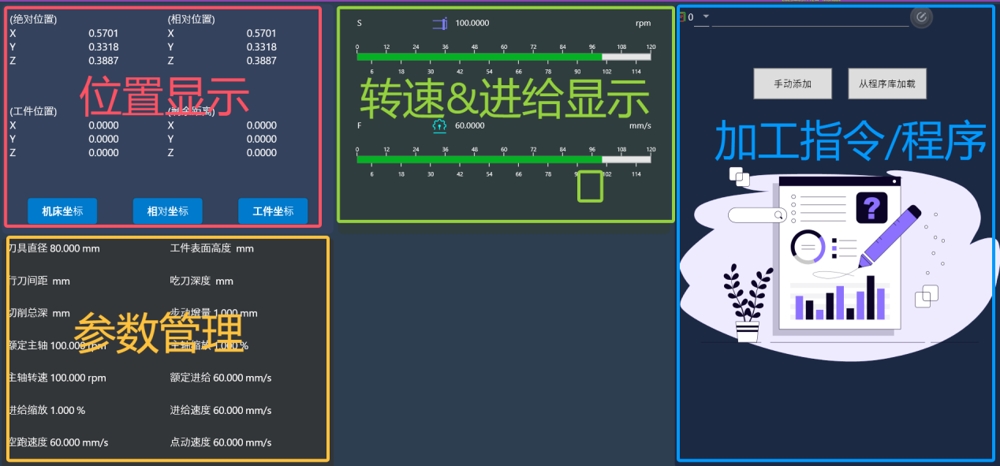 (绝对位置) (相对位置)
X 0.5701 X 0.5701
Y 0.3318 Y 0.3318
Z 0.3887 Z 0.3887
位置显示
(工件位置) (剩余距离)
X 0.0000 X 0.0000
Y 0.0000 Y 0.0000
Z 0.0000 Z 0.0000
机床坐标 相对坐标 工件坐标
S 100.0000 rpm
0 12 24 36 48 60 72 84 96 108 120
6 18 30 42 54 66 78 90 102 114
转速&进给显示
F 60.0000 mm/s
0 12 24 36 48 60 72 84 96 108 120
6 18 30 42 54 66 78 90 102 114
0
手动添加 从程序库加载
加工指令/程序
?
刀具直径 80.000 mm 工件表面高度 mm
行刀间距 mm 吃刀深度 mm
切削总深 mm 步动增量 1.000 mm
参数管理
额定主轴 100.000 rpm 主轴缩放 1.000 %
主轴转速 100.000 rpm 额定进给 60.000 mm/s
进给缩放 1.000 % 进给速度 60.000 mm/s
空跑速度 60.000 mm/s 点动速度 60.000 mm/s